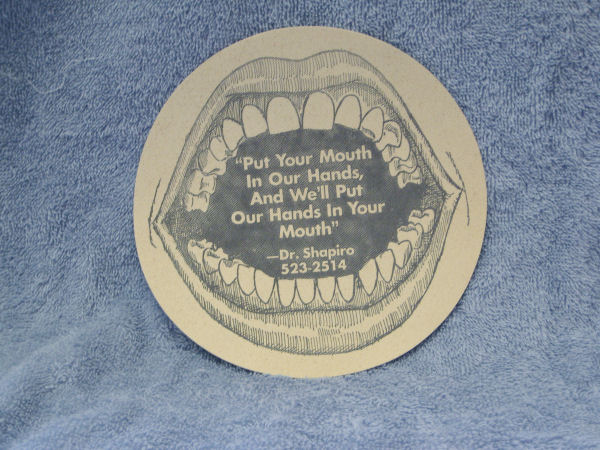 "Put Your Mouth
In Our Hands,
And We'll Put
Our Hands In Your
Mouth"
—Dr. Shapiro
523-2514